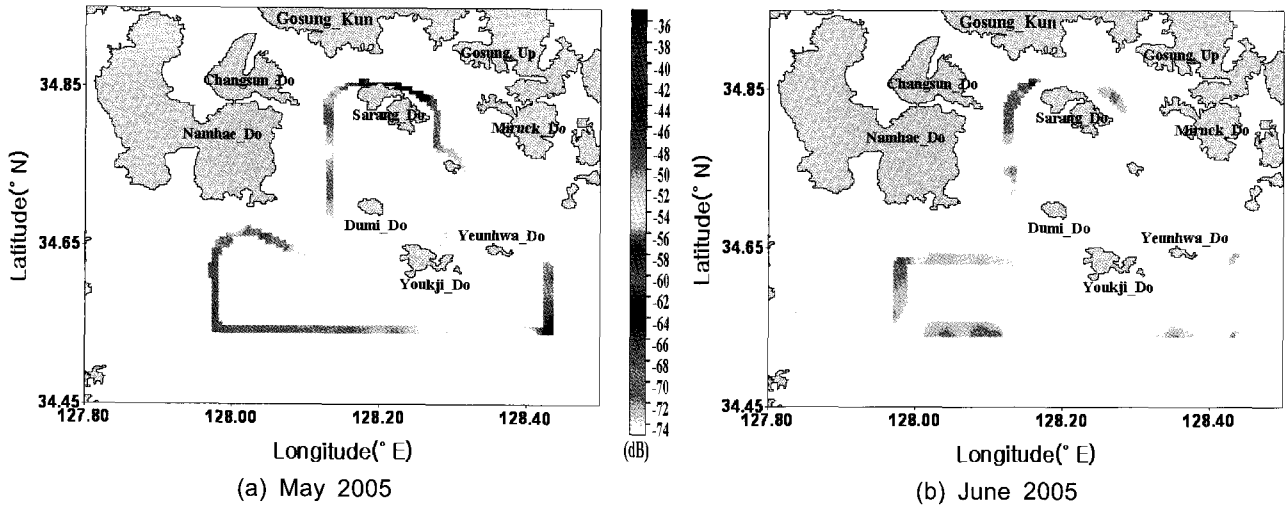 Gosung_Kun
Gosung_Up
Changsun_Do
Sarang_Do
Miruck_Do
Namhae_Do
Dumi_Do
Yeunhwa_Do
Youkji_Do
34.85
34.65
34.45
Latitude(° N)
127.80
128.00
128.20
128.40
Longitude(° E)
(a) May 2005
-36
-38
-40
-42
-44
-46
-48
-50
-52
-54
-56
-58
-60
-62
-64
-66
-68
-70
-72
-74
(dB)
Gosung_Kun
Gosung_Up
Changsun_Do
Sarang_Do
Miruck_Do
Namhae_Do
Dumi_Do
Yeunhwa_Do
Youkji_Do
34.85
34.65
34.45
Latitude(° N)
127.80
128.00
128.20
128.40
Longitude(° E)
(b) June 2005